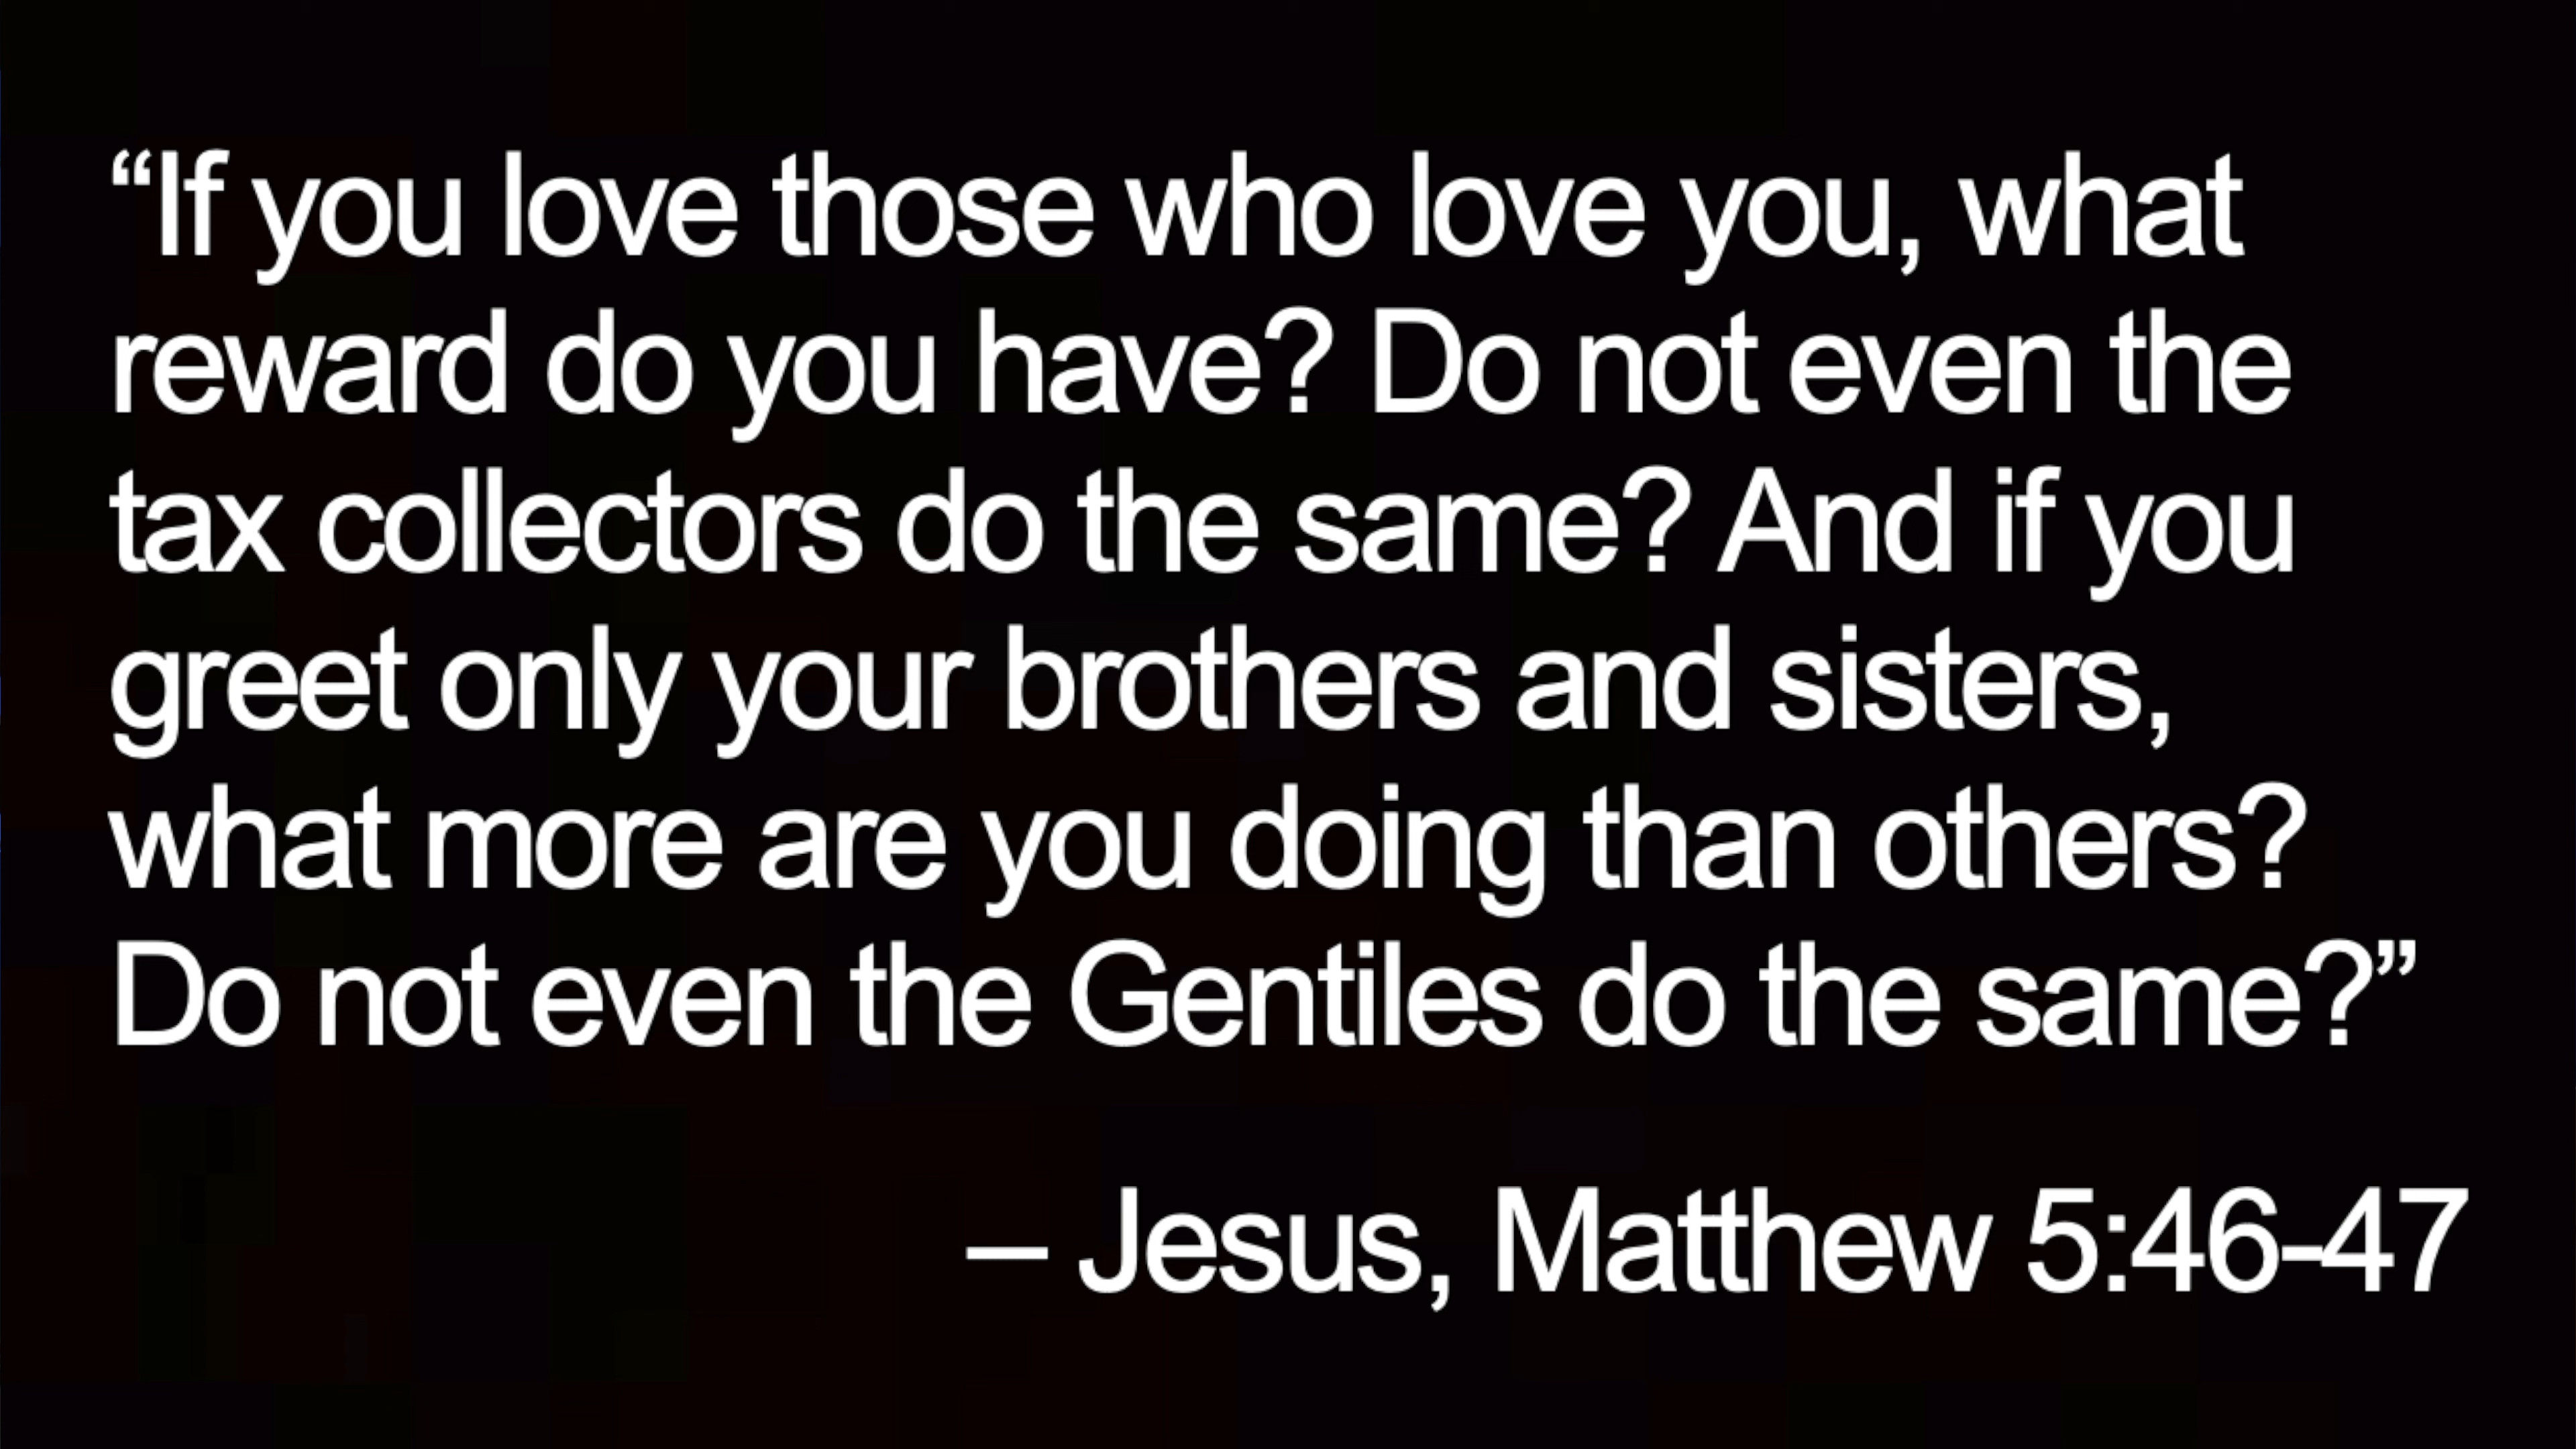 “If you love those who love you, what
reward do you have? Do not even the
tax collectors do the same? And if you
greet only your brothers and sisters,
what more are you doing than others?
Do not even the Gentiles do the same?”
– Jesus, Matthew 5:46-47